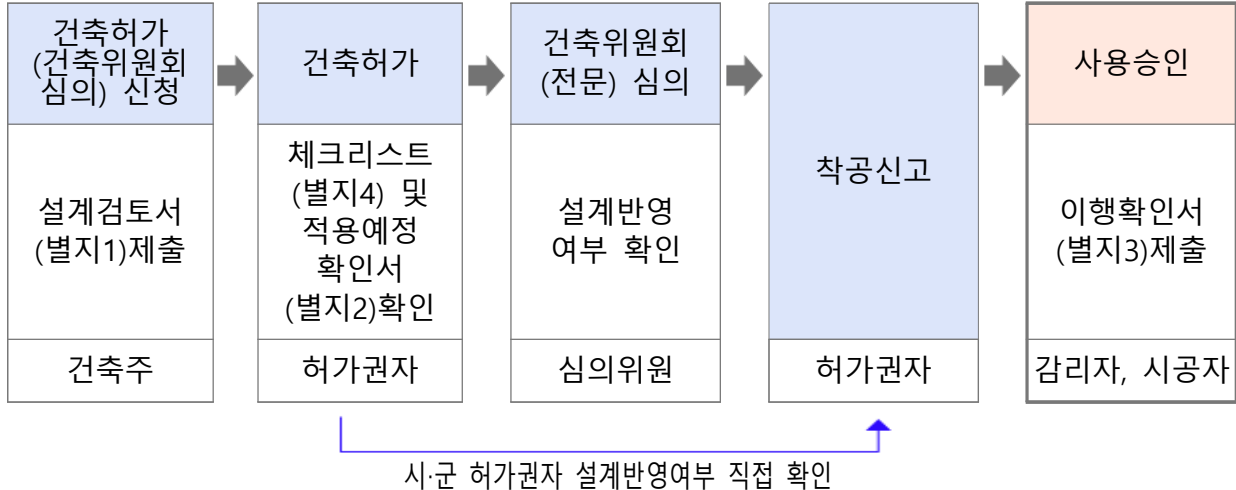 건축허가
(건축위원회
심의) 신청
설계검토서
(별지1)제출
건축주
건축허가
체크리스트
(별지4) 및
적용예정
확인서
(별지2)확인
허가권자
건축위원회
(전문) 심의
설계반영
여부 확인
심의위원
착공신고
허가권자
사용승인
이행확인서
(별지3)제출
감리자, 시공자
시·군 허가권자 설계반영여부 직접 확인